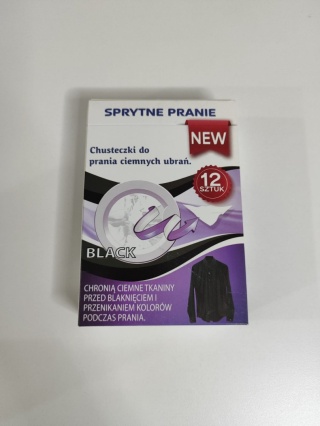 SPRYTNE PRANIE
NEW
Chusteczki do
prania ciemnych ubrań.
12
SZTUK
BLACK
CHRONIĄ CIEMNE TKANINY
PRZED BLAKNIĘCIEM I
PRZENIKANIEM KOLORÓW
PODCZAS PRANIA.